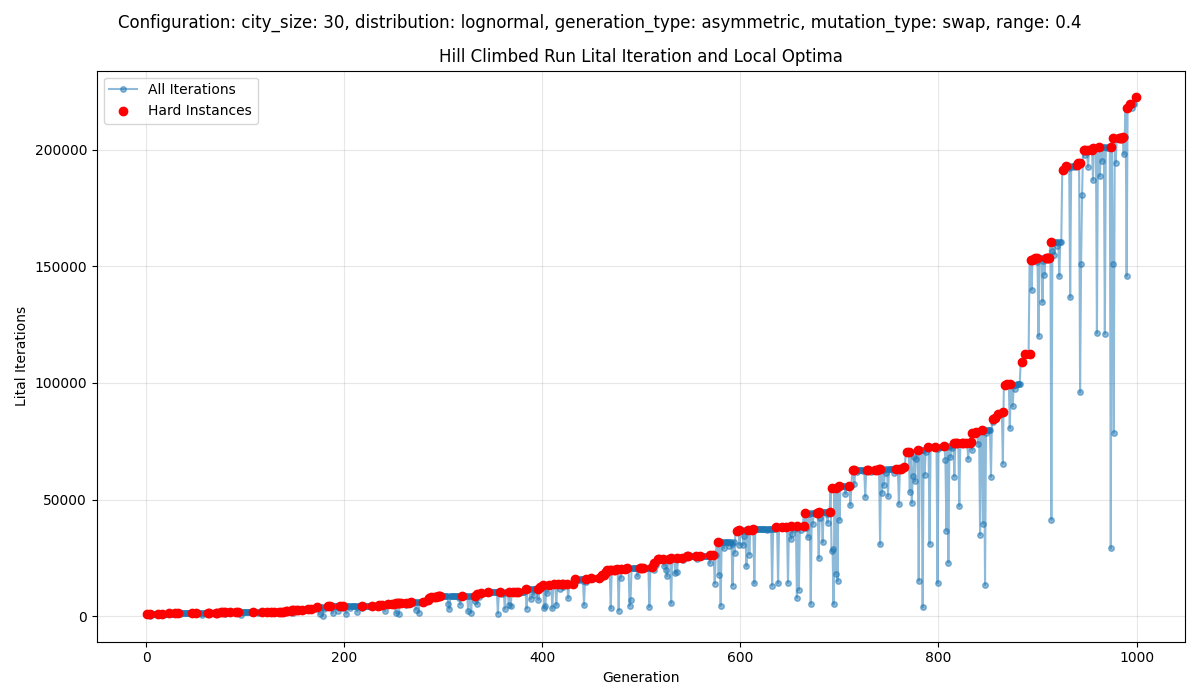 Configuration: city_size: 30, distribution: lognormal, generation_type: asymmetric, mutation_type: swap, range: 0.4
Hill Climbed Run Lital Iteration and Local Optima
All Iterations
Hard Instances
Lital Iterations
200000
150000
100000
50000
0
0 200 400 600 800 1000
Generation